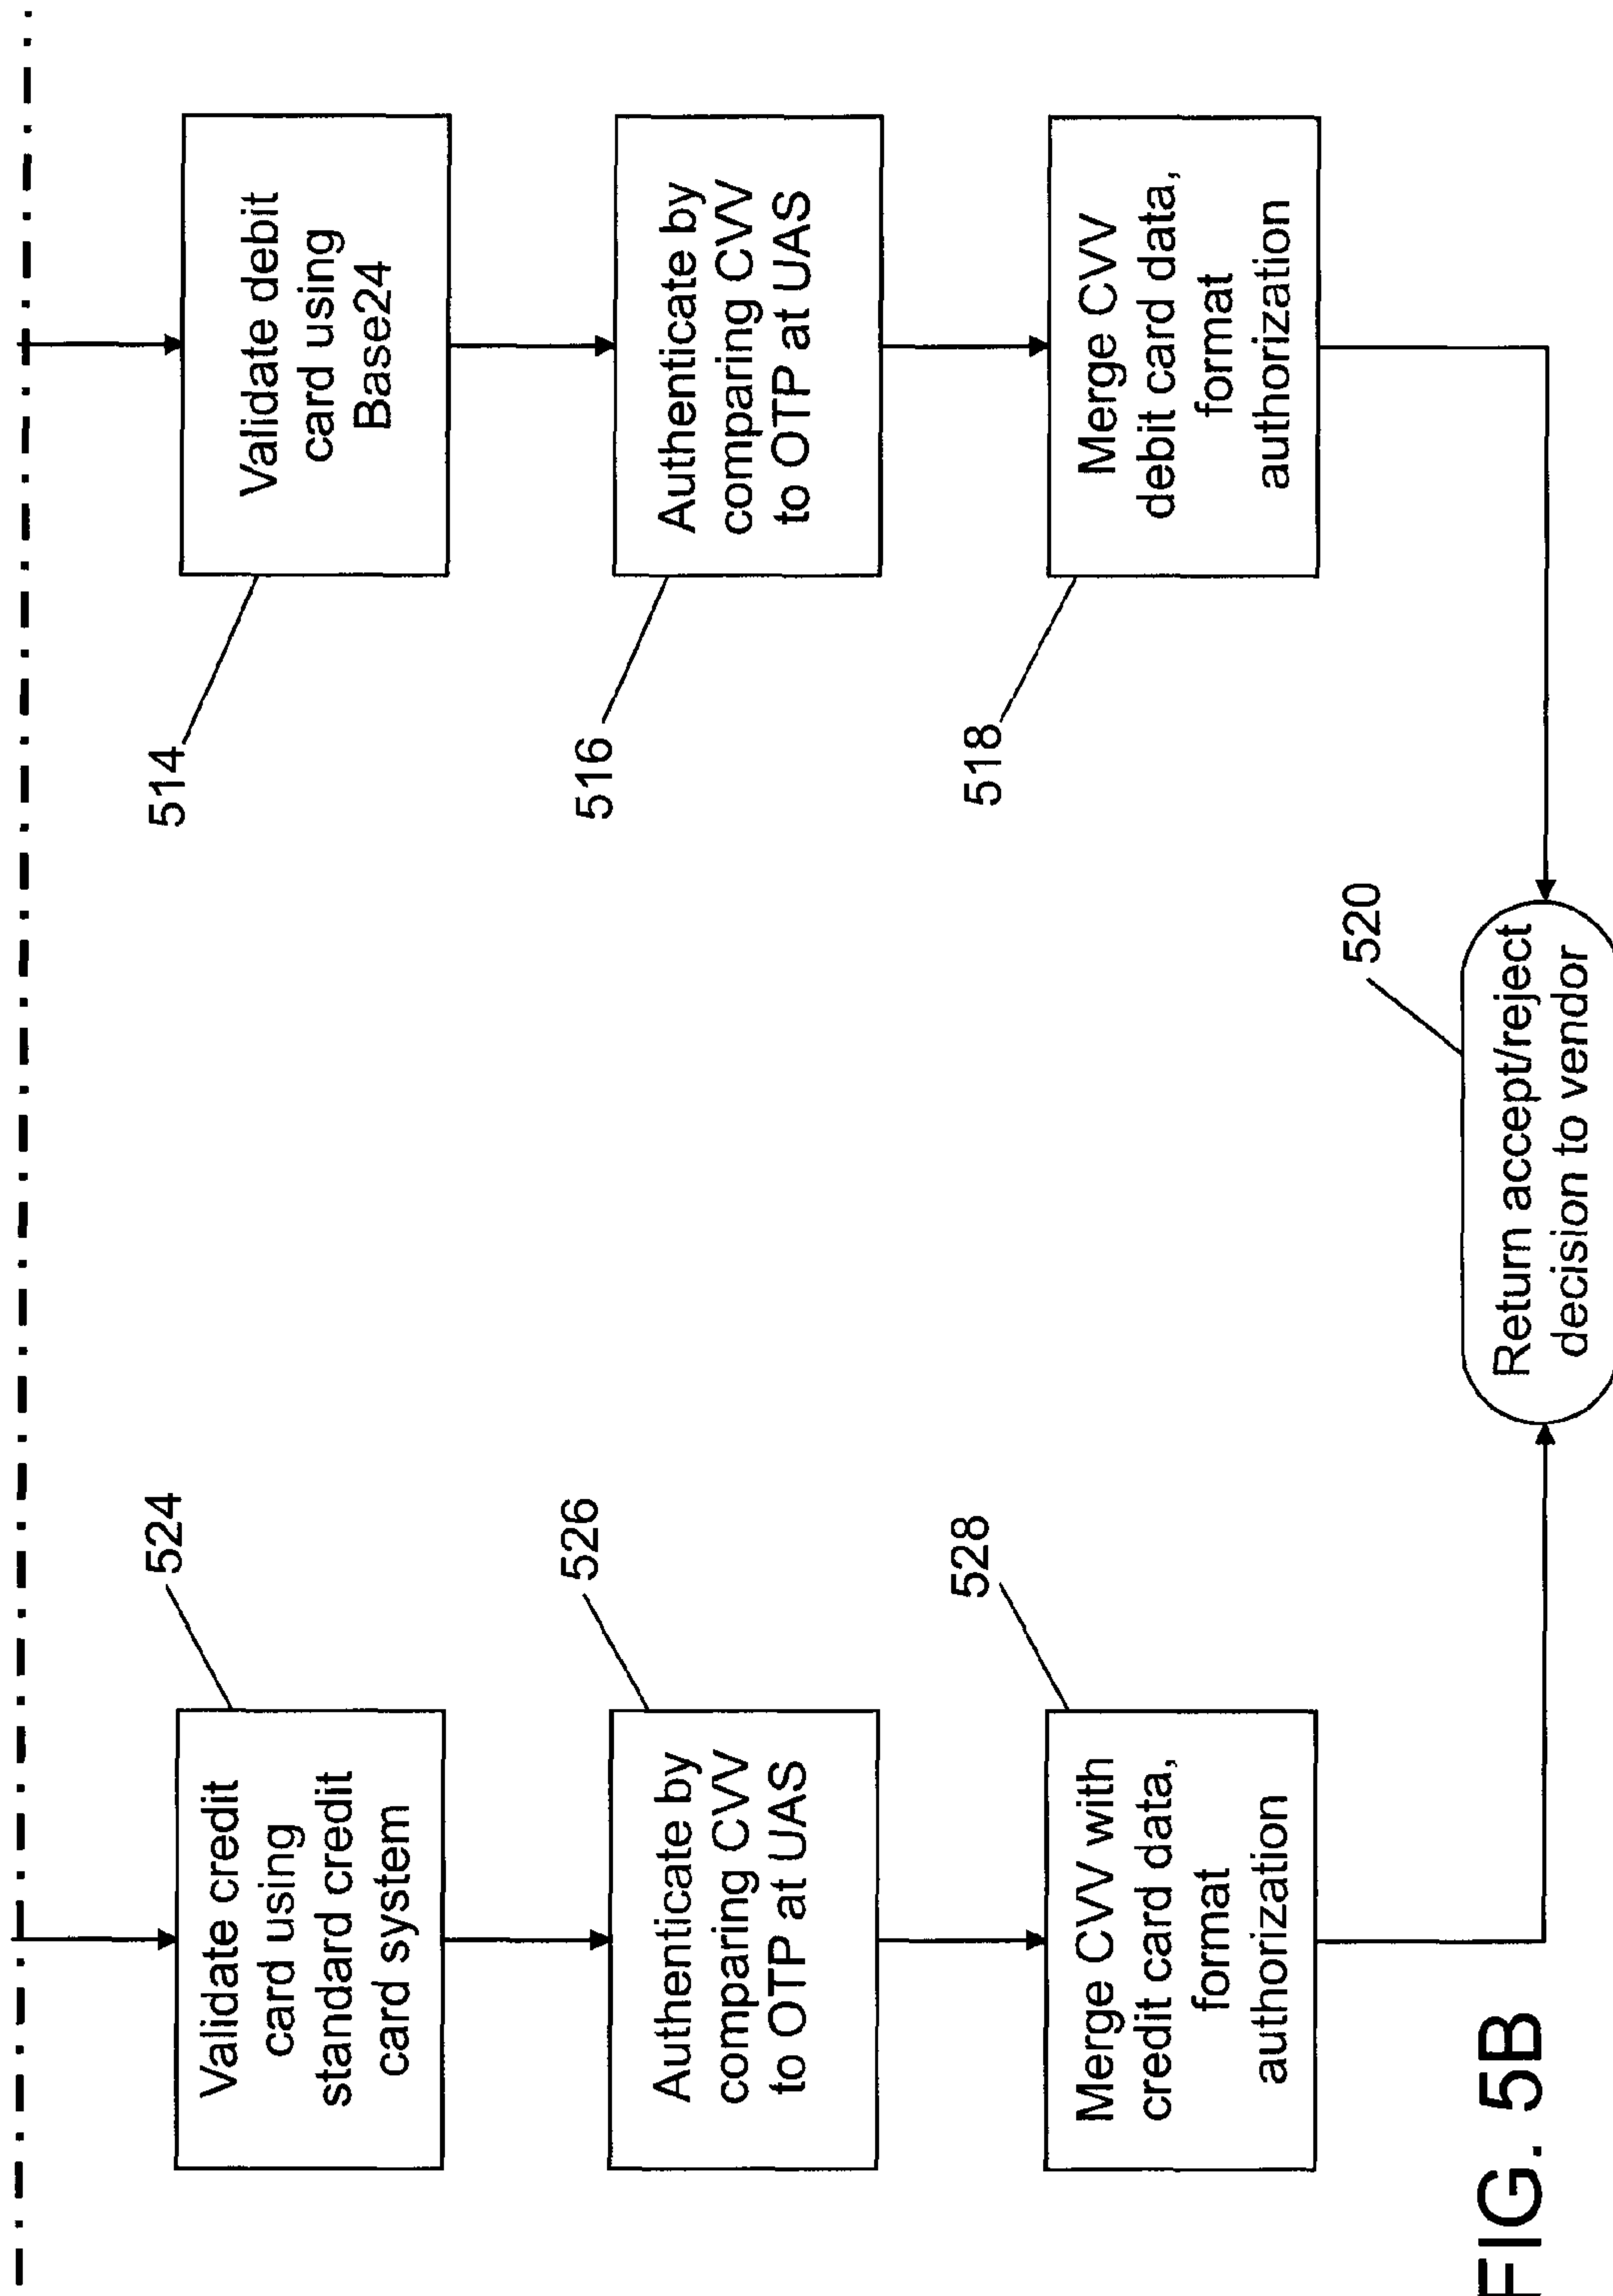 524
Validate credit
card using
standard credit
card system
526
Authenticate by
comparing CVV
to OTP at UAS
528
Merge CVV with
credit card data,
format
authorization
514
Validate debit
card using
Base24
516
Authenticate by
comparing CVV
to OTP at UAS
518
Merge CVV
debit card data,
format
authorization
520
Return accept/reject
decision to vendor
FIG. 5B